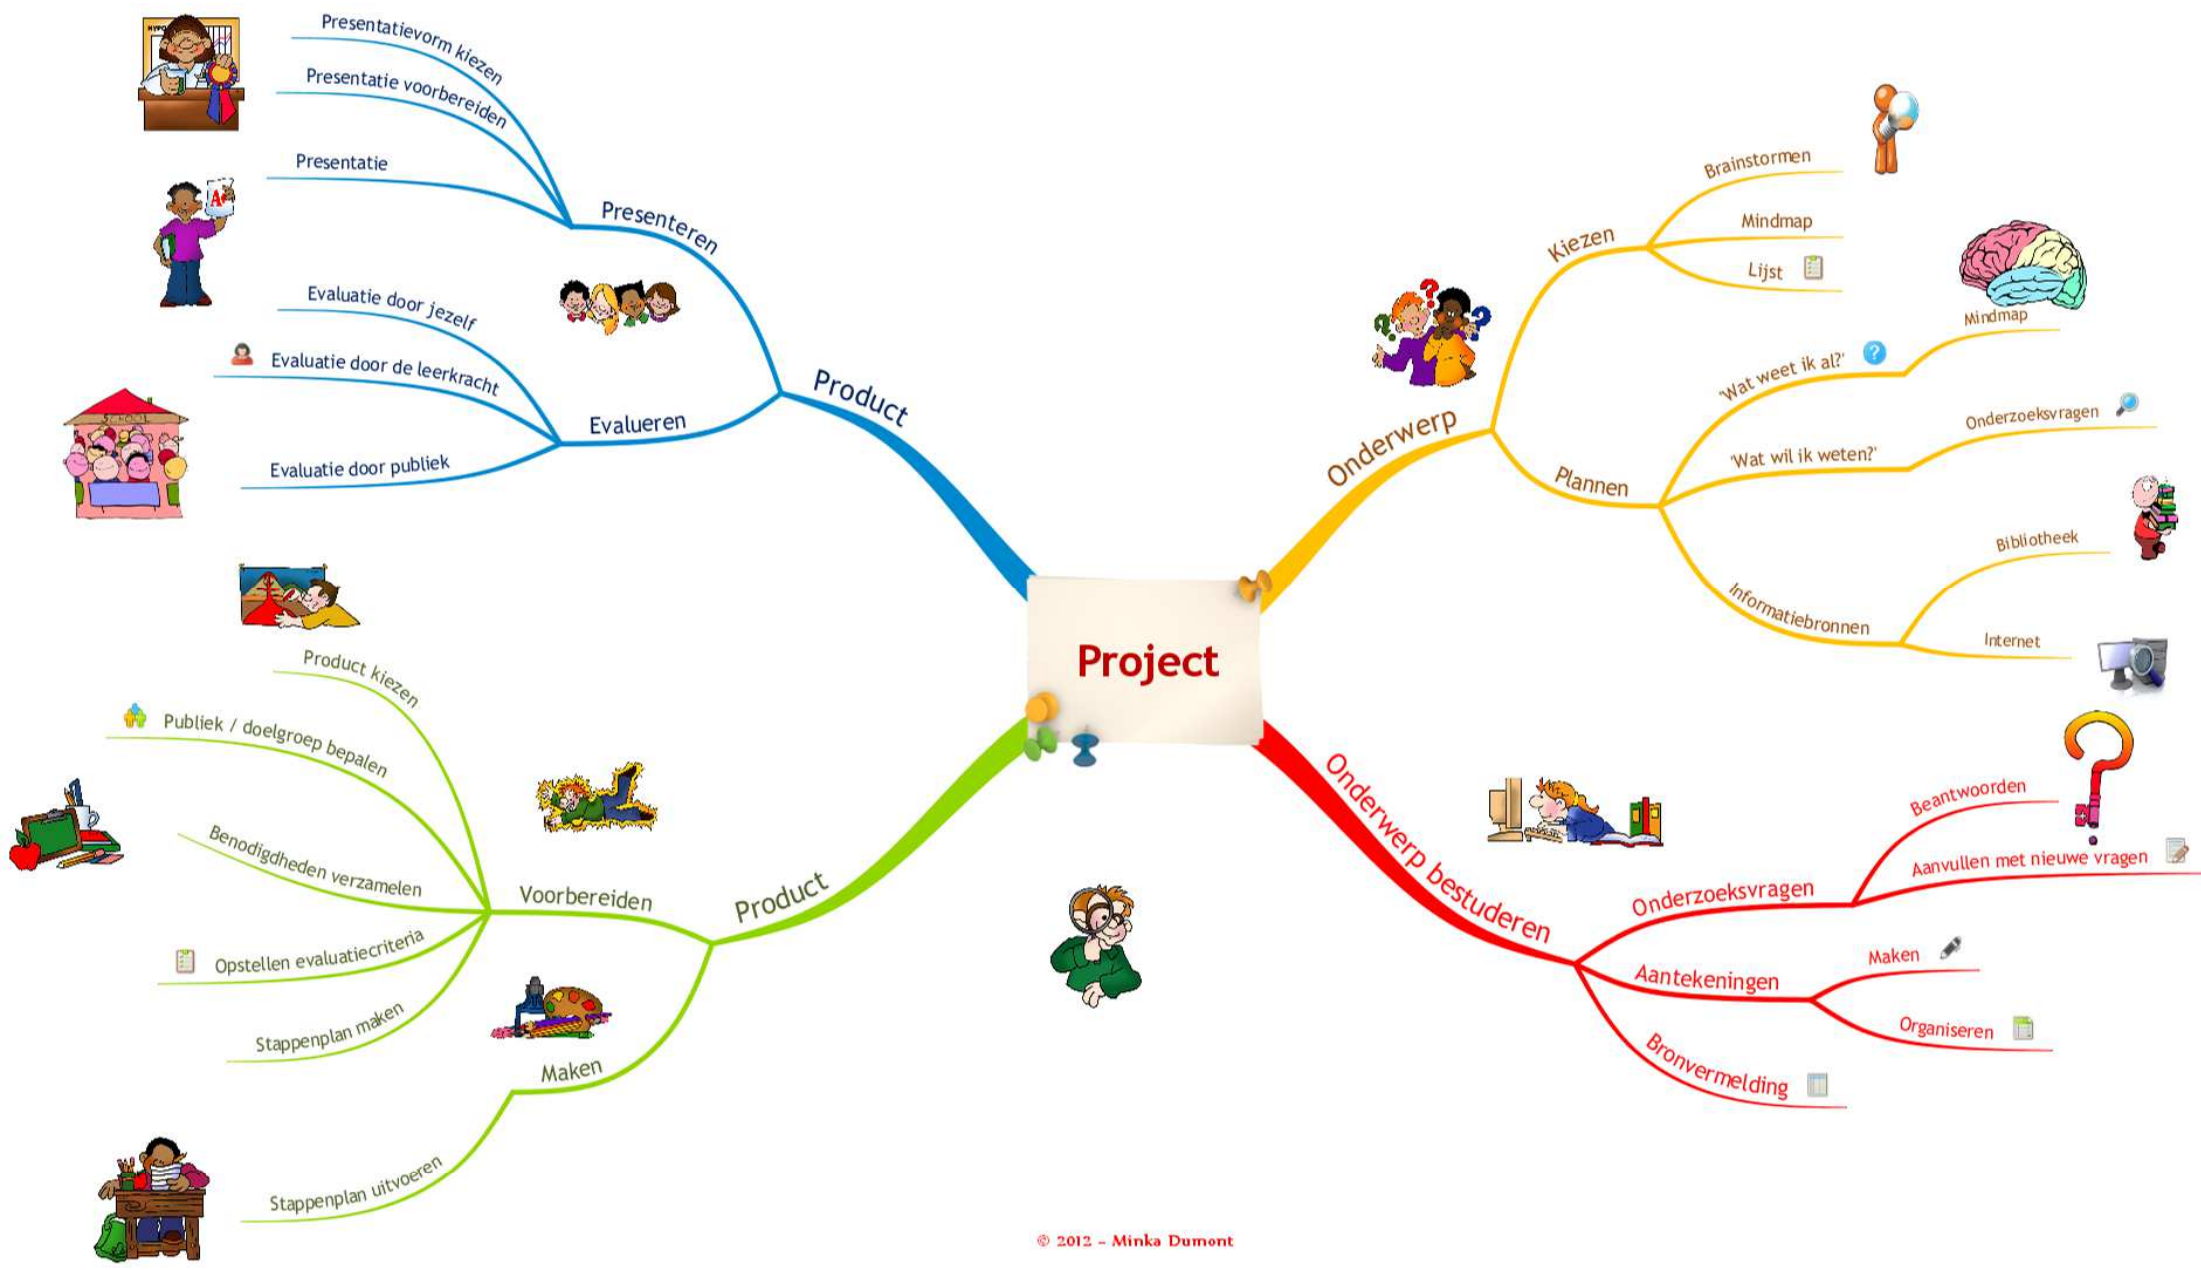 Project
Onderwerp
Kiezen
Brainstormen
Mindmap
Lijst
Plannen
'Wat weet ik al?'
Mindmap
'Wat wil ik weten?'
Onderzoeksvragen
Informatiebronnen
Bibliotheek
Internet
Onderwerp bestuderen
Onderzoeksvragen
Beantwoorden
Aanvullen met nieuwe vragen
Aantekeningen
Maken
Organiseren
Bronvermelding
Product
Voorbereiden
Product kiezen
Publiek / doelgroep bepalen
Benodigdheden verzamelen
Opstellen evaluatiecriteria
Stappenplan maken
Maken
Stappenplan uitvoeren
Product
Presenteren
Presentatievorm kiezen
Presentatie voorbereiden
Presentatie
Evalueren
Evaluatie door jezelf
Evaluatie door de leerkracht
Evaluatie door publiek
© 2012 - Minka Dumont